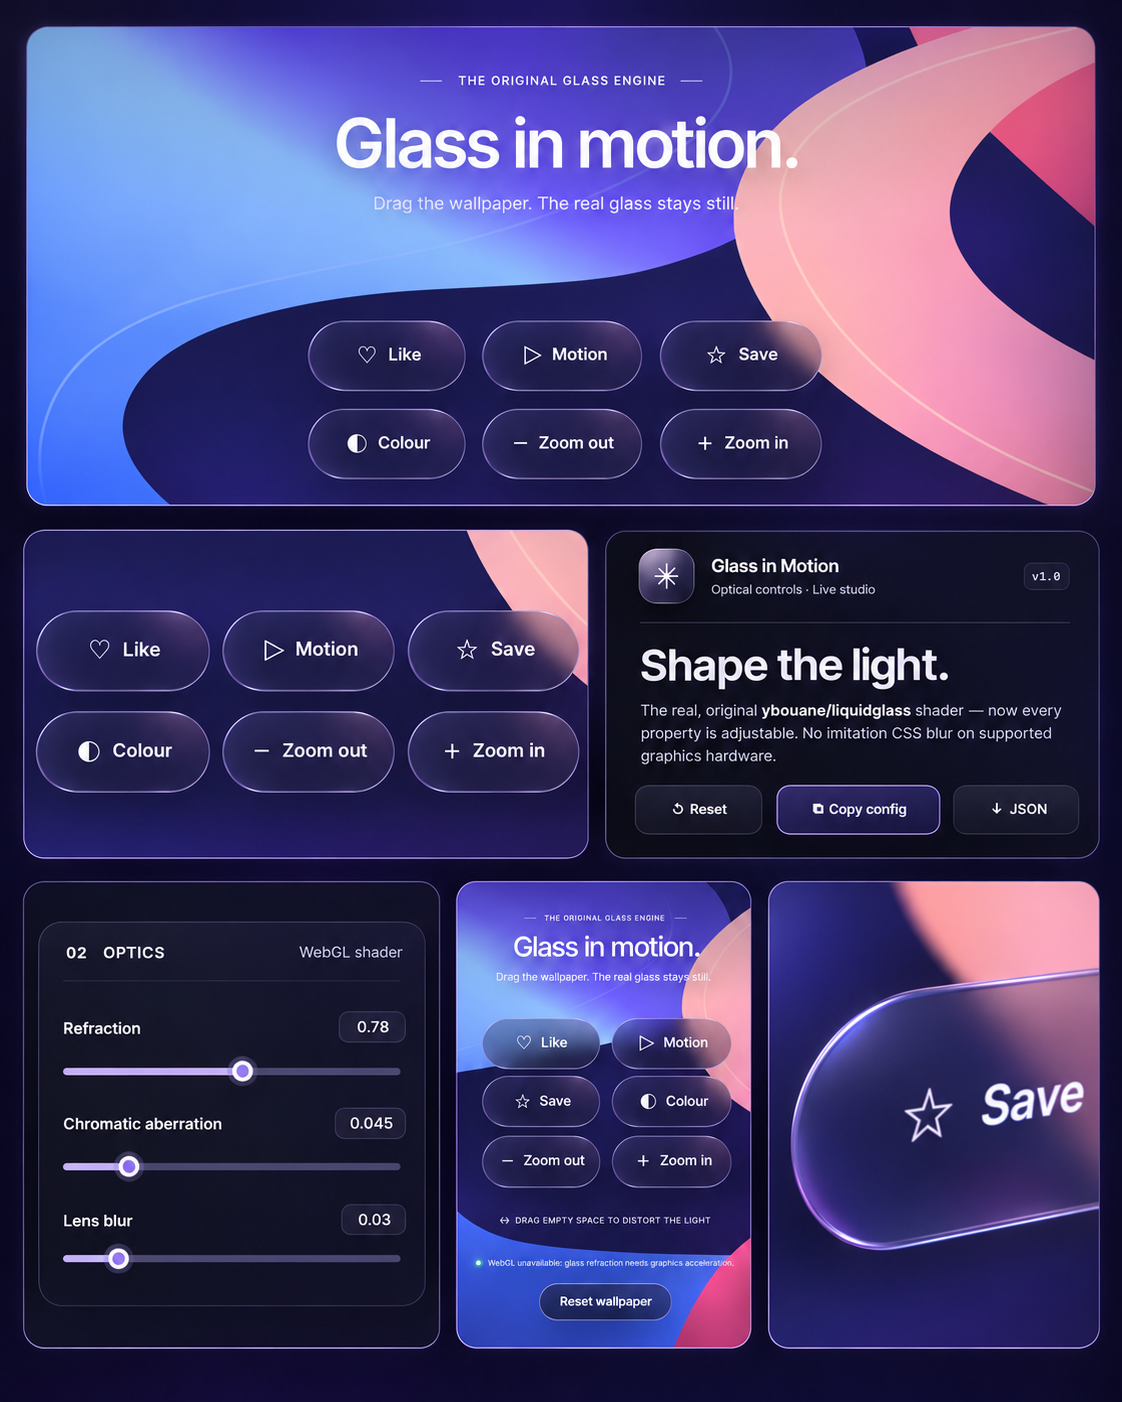 THE ORIGINAL GLASS ENGINE
Glass in motion.
Drag the wallpaper. The real glass stays still.
Like
Motion
Save
Colour
Zoom out
Zoom in
Like
Motion
Save
Colour
Zoom out
Zoom in
Glass in Motion
Optical controls · Live studio
v1.0
Shape the light.
The real, original ybouane/liquidglass shader — now every
property is adjustable. No imitation CSS blur on supported
graphics hardware.
Reset
Copy config
JSON
02 OPTICS
WebGL shader
Refraction
0.78
Chromatic aberration
0.045
Lens blur
0.03
THE ORIGINAL GLASS ENGINE
Glass in motion.
Drag the wallpaper. The real glass stays still.
Like
Motion
Save
Colour
Zoom out
Zoom in
DRAG EMPTY SPACE TO DISTORT THE LIGHT
WebGL unavailable: glass refraction needs graphics acceleration.
Reset wallpaper
Save